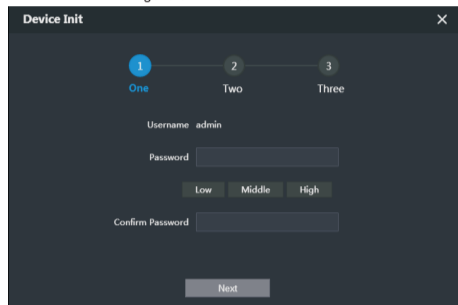 Device Init
1 2 3
One Two Three
Username admin
Password
Low Middle High
Confirm Password
Next